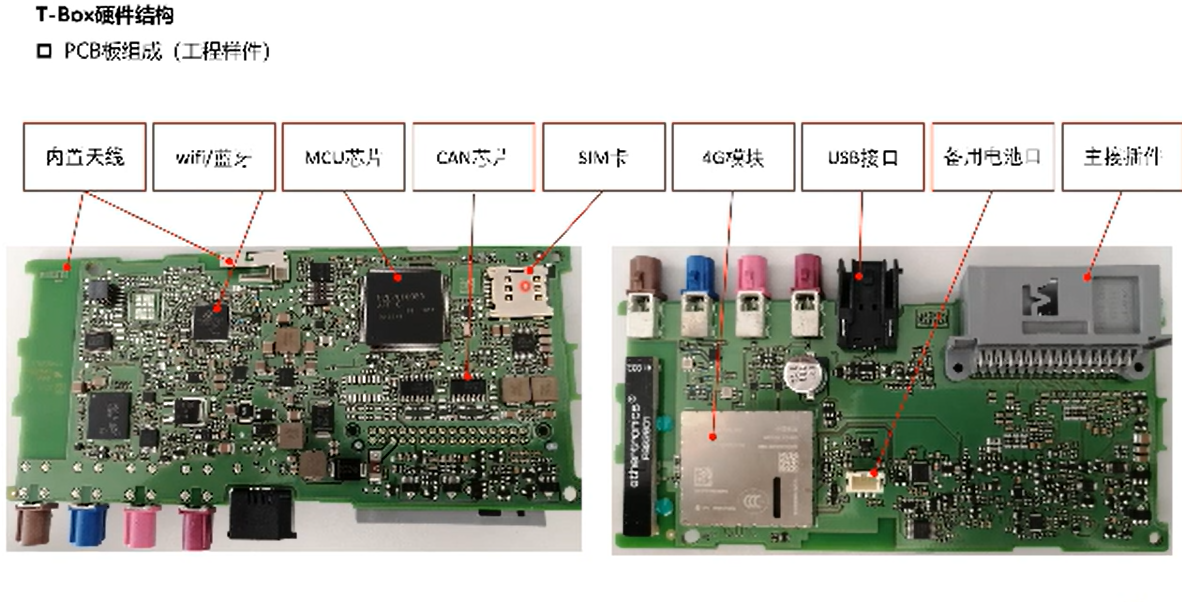 T-Box硬件结构
PCB板组成（工程样件）
内置天线
wifi/蓝牙
MCU芯片
CAN芯片
SIM卡
4G模块
USB接口
备用电池口
主接插件
ethertronics®